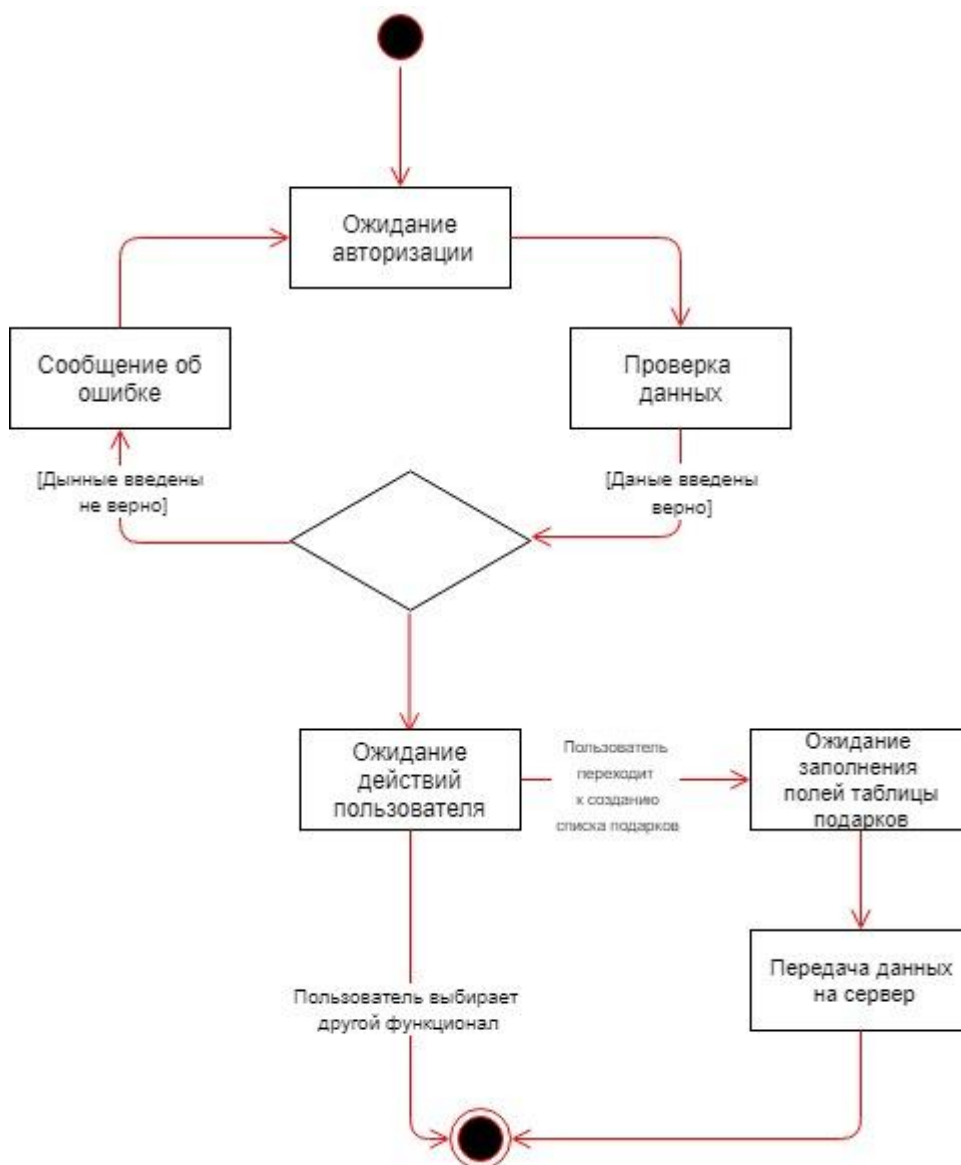 Ожидание
авторизации
Сообщение об
ошибке
Проверка
данных
[Дынные введены
не верно]
[Даные введены
верно]
Ожидание
действий
пользователя
Пользователь
переходит
к созданию
списка подарков
Ожидание
заполнения
полей таблицы
подарков
Передача данных
на сервер
Пользователь выбирает
другой функционал